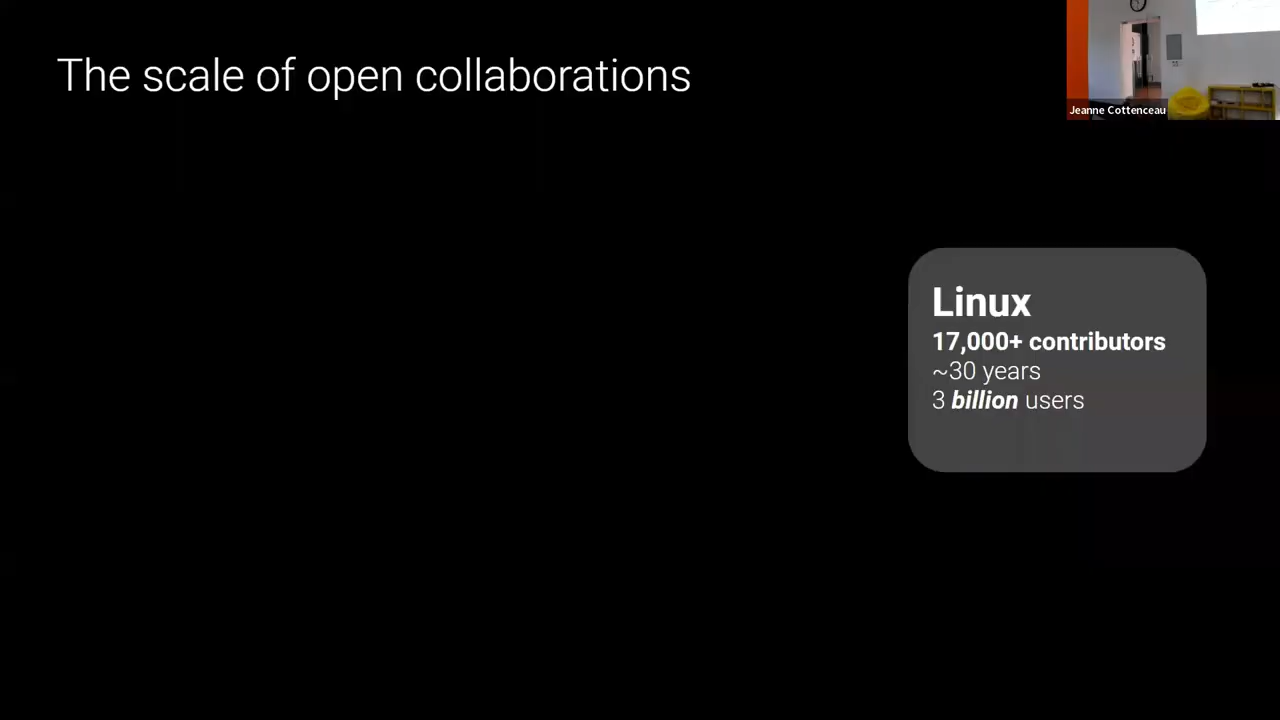 The scale of open collaborations
Jeanne Cottenceau
Linux
17,000+ contributors
~30 years
3 billion users